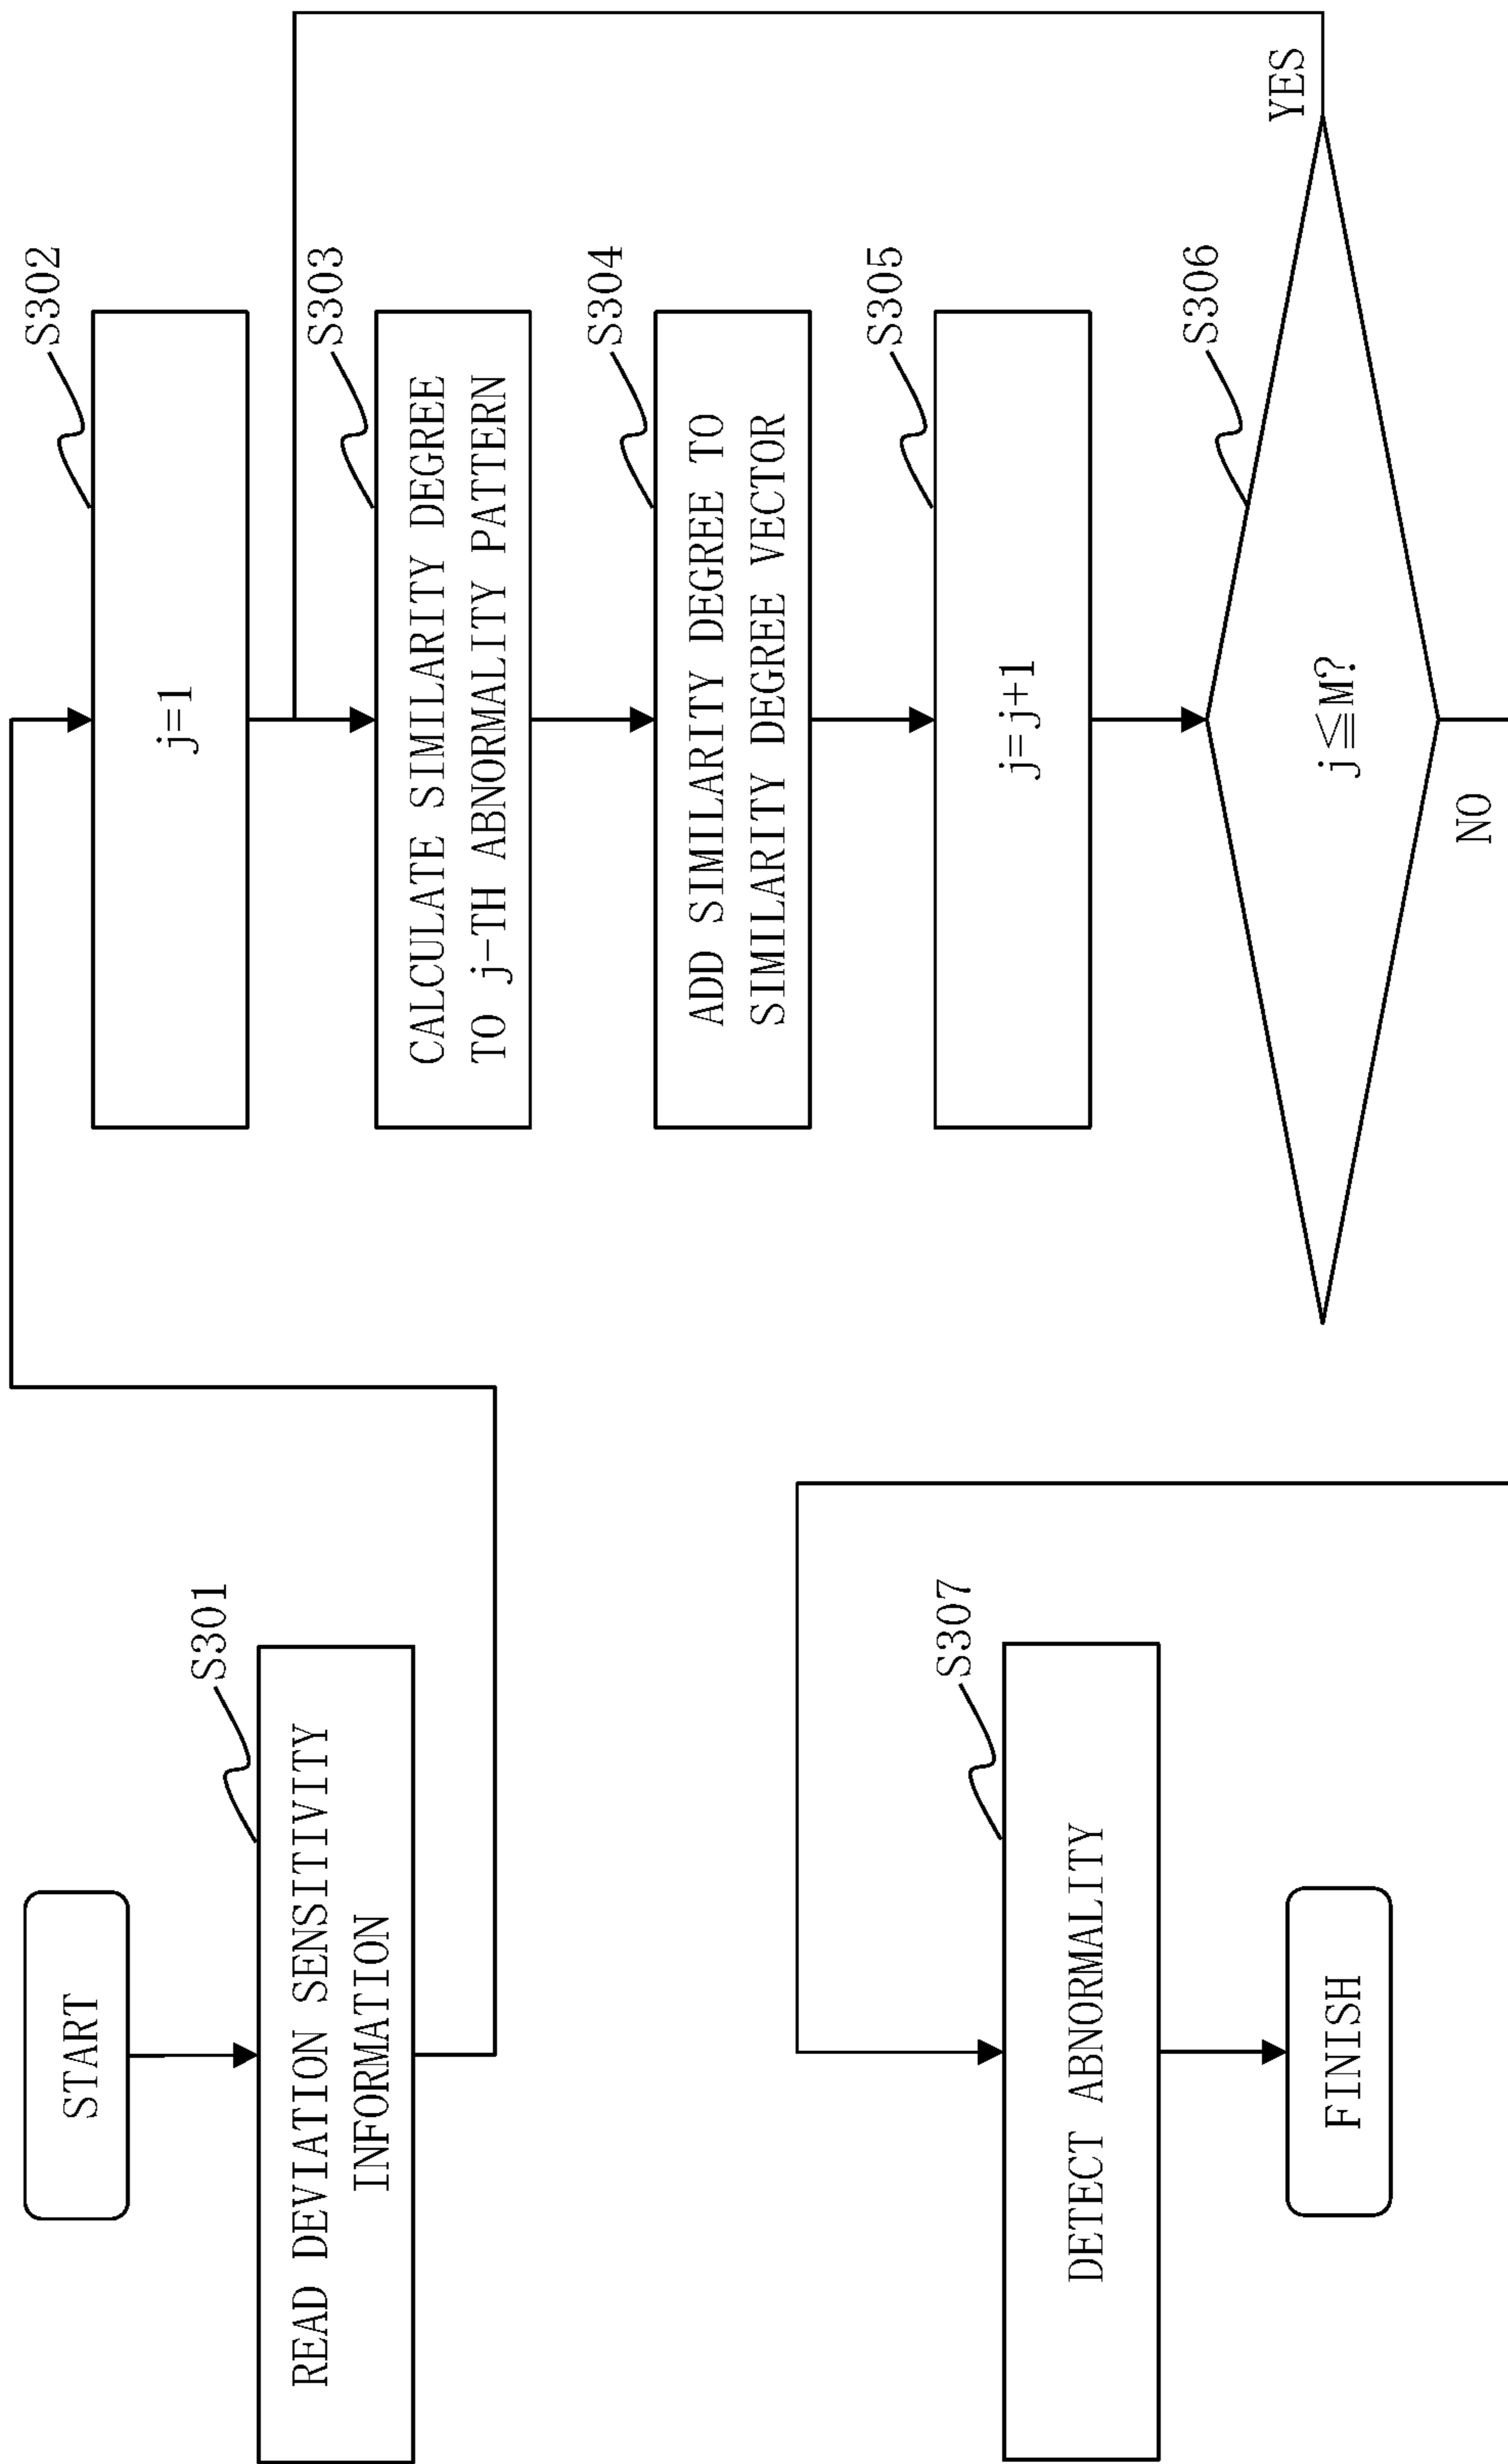 START
S301
READ DEVIATION SENSITIVITY
INFORMATION
S302
j=1
S303
CALCULATE SIMILARITY DEGREE
TO j-TH ABNORMALITY PATTERN
S304
ADD SIMILARITY DEGREE TO
SIMILARITY DEGREE VECTOR
S305
j=j+1
S306
j≦M?
YES
NO
S307
DETECT ABNORMALITY
FINISH